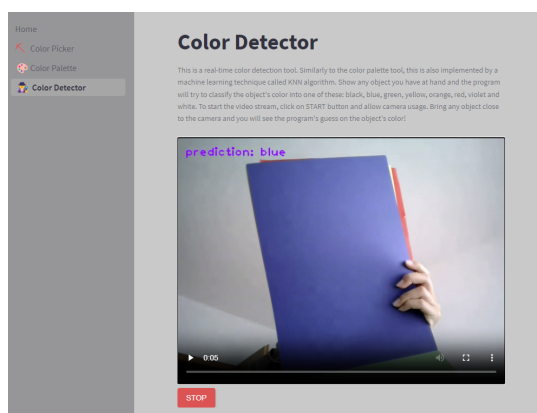 Home
Color Picker
Color Palette
Color Detector
Color Detector
This is a real-time color detection tool. Similarly to the color palette tool, this is also implemented by a
machine learning technique called KNN algorithm. Show any object you have at hand and the program
will try to classify the object's color into one of these: black, blue, green, yellow, orange, red, violet and
white. To start the video stream, click on START button and allow camera usage. Bring any object close
to the camera and you will see the program's guess on the object's color!
prediction: blue
0:05
STOP